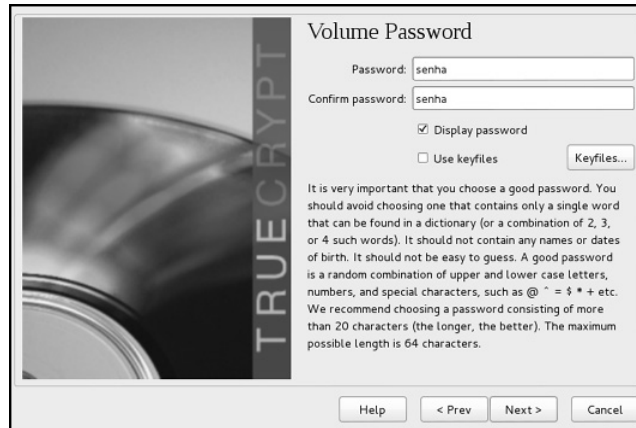 Volume Password
Password: senha
Confirm password: senha
Display password
Use keyfiles
Keyfiles...
It is very important that you choose a good password. You
should avoid choosing one that contains only a single word
that can be found in a dictionary (or a combination of 2, 3,
or 4 such words). It should not contain any names or dates
of birth. It should not be easy to guess. A good password
is a random combination of upper and lower case letters,
numbers, and special characters, such as @ ^ = $ * + etc.
We recommend choosing a password consisting of more
than 20 characters (the longer, the better). The maximum
possible length is 64 characters.
TRUECRYPT
Help
< Prev
Next >
Cancel